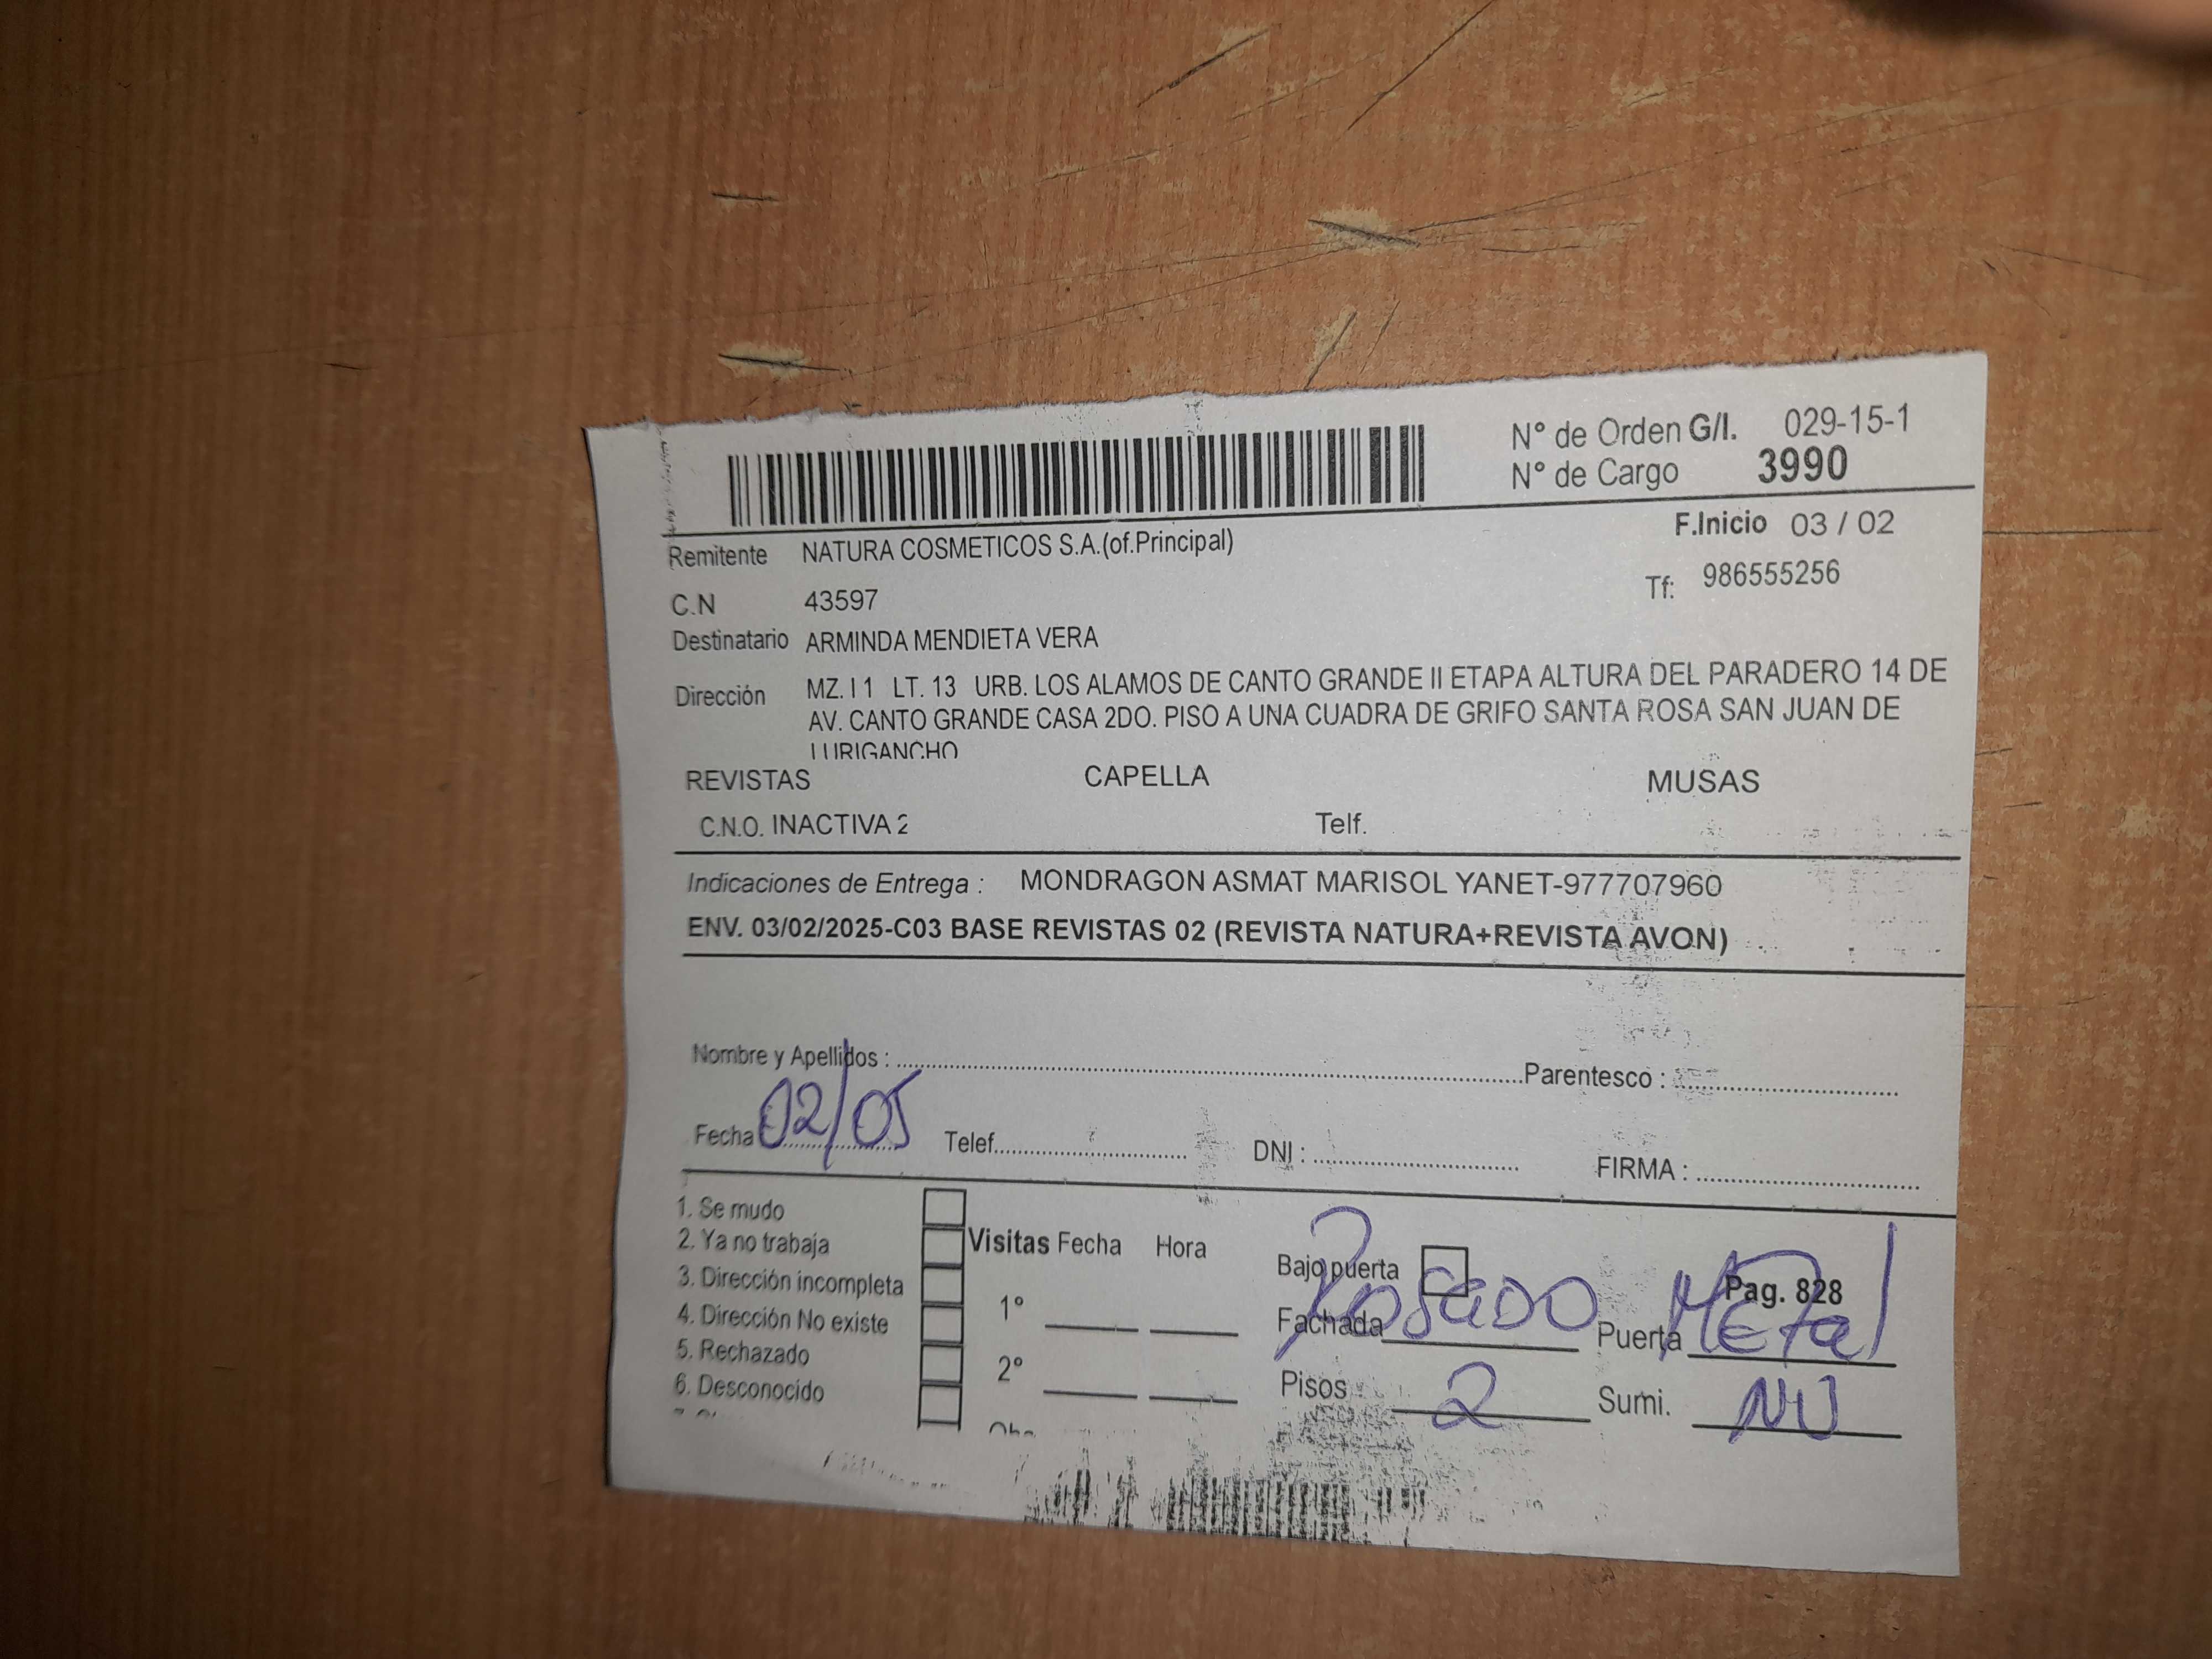 N° de Orden G/I. 029-15-1
N° de Cargo 3990
F.Inicio 03 / 02
Remitente NATURA COSMETICOS S.A.(of.Principal)
Tf: 986555256
C.N 43597
Destinatario ARMINDA MENDIETA VERA
Dirección MZ. I 1 LT. 13 URB. LOS ALAMOS DE CANTO GRANDE II ETAPA ALTURA DEL PARADERO 14 DE
AV. CANTO GRANDE CASA 2DO. PISO A UNA CUADRA DE GRIFO SANTA ROSA SAN JUAN DE
LURIGANCHO
REVISTAS CAPELLA MUSAS
C.N.O. INACTIVA 2 Telf.
Indicaciones de Entrega : MONDRAGON ASMAT MARISOL YANET-977707960
ENV. 03/02/2025-C03 BASE REVISTAS 02 (REVISTA NATURA+REVISTA AVON)
Nombre y Apellidos : Parentesco :
Fecha 02/05 Telef. DNI : FIRMA :
1. Se mudo
2. Ya no trabaja
3. Dirección incompleta
4. Dirección No existe
5. Rechazado
6. Desconocido
Visitas Fecha Hora
1°
2°
Bajo puerta
Pag. 828
Fachada Rosado Puerta Metal
Pisos 2 Sumi. NU